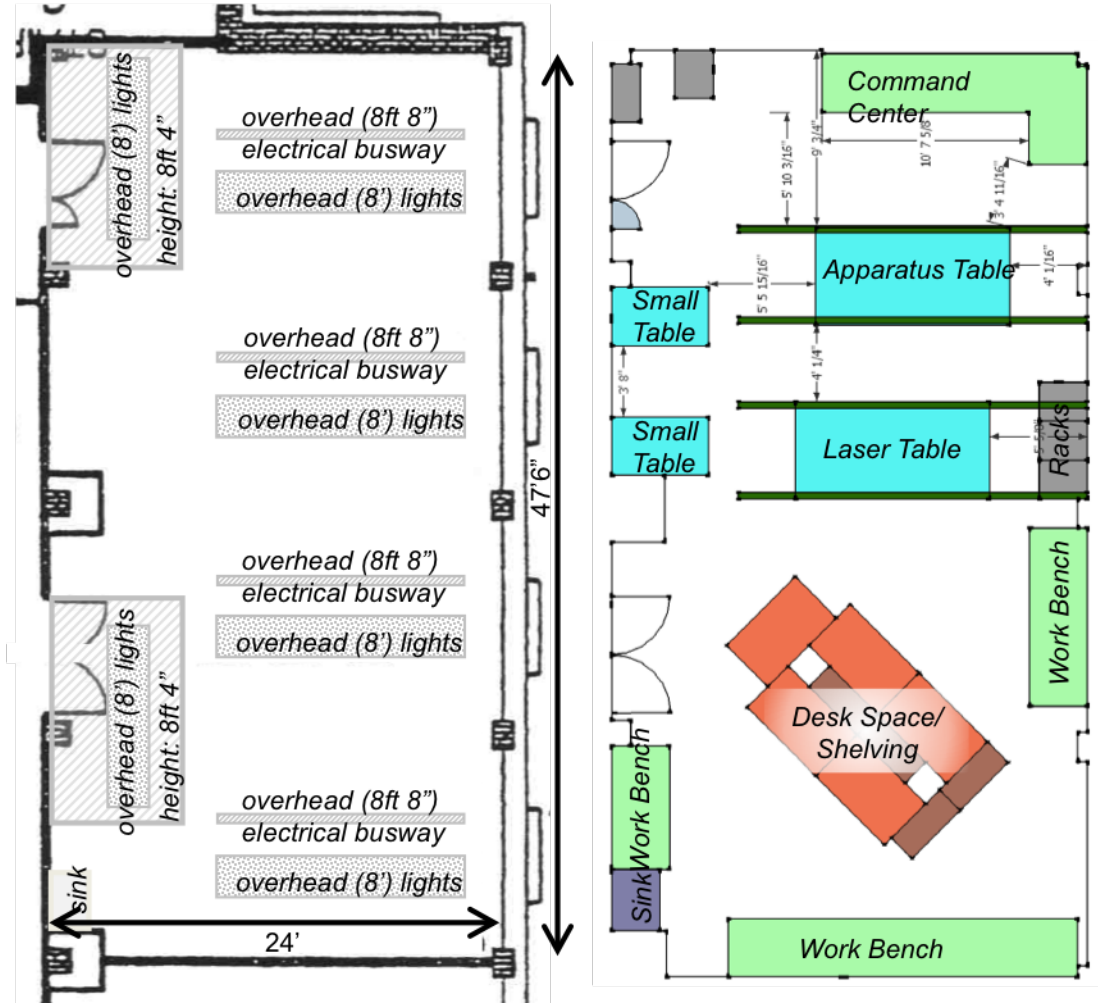 overhead (8') lights
height: 8ft 4”
overhead (8ft 8”)
electrical busway
overhead (8') lights
overhead (8ft 8”)
electrical busway
overhead (8') lights
47’6”
overhead (8ft 8”)
electrical busway
overhead (8') lights
overhead (8') lights
height: 8ft 4”
overhead (8ft 8”)
electrical busway
overhead (8') lights
sink
24’
Command
Center
9' 3/4"
10' 7 5/8"
5' 10 3/16"
3' 4 11/16"
Apparatus Table
4' 1/16"
5' 5 15/16"
Small
Table
3' 8"
4' 1/4"
Small
Table
Laser Table
Racks
Work Bench
Desk Space/
Shelving
Work Bench
Sink
Work Bench